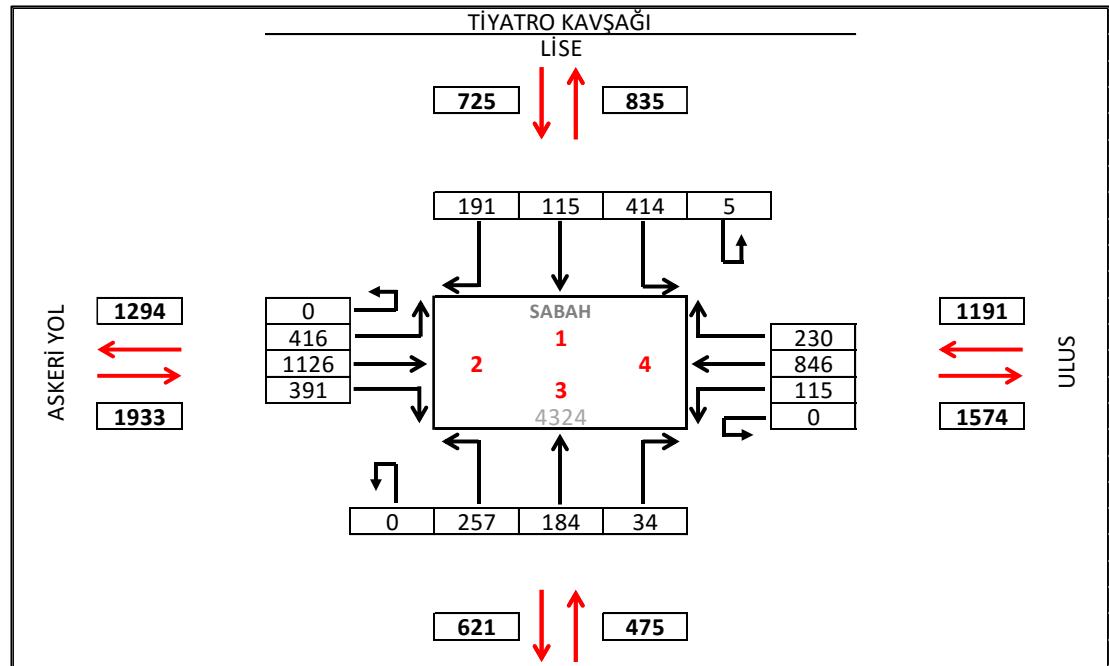 TİYATRO KAVŞAĞI
LİSE
725 835
191 115 414 5
ASKERİ YOL
1294
1933
0
416
1126
391
SABAH
1
2 4
3
4324
230
846
115
0
1191
1574
ULUS
0 257 184 34
621 475